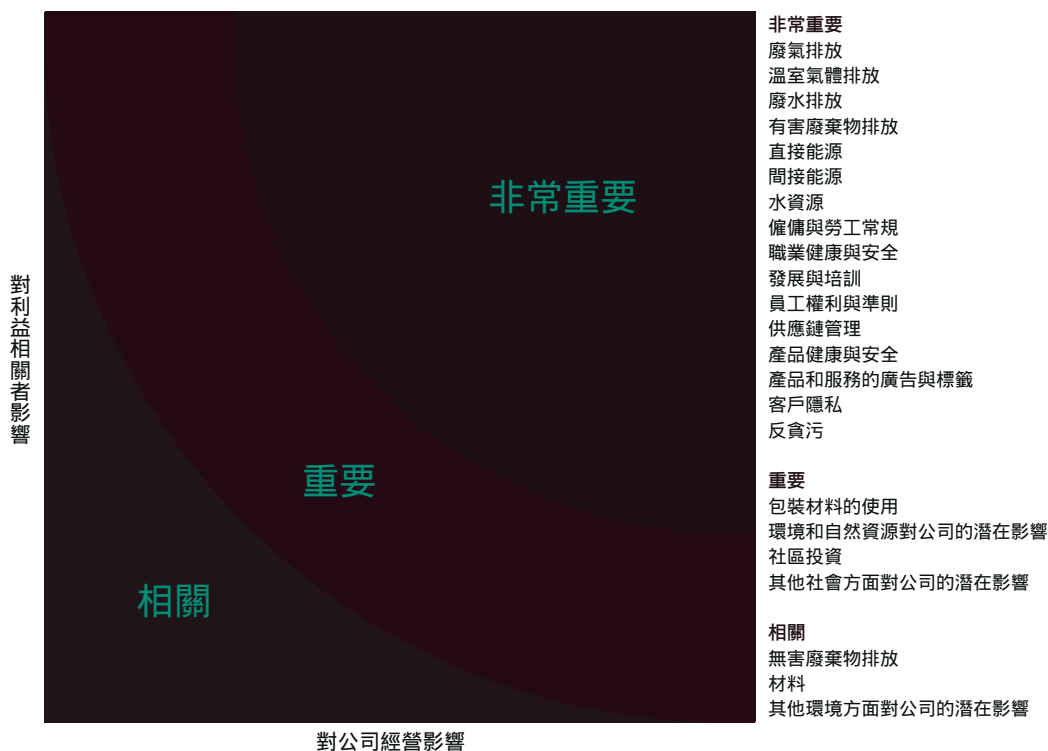 對利益相關者影響
非常重要
重要
相關
對公司經營影響
非常重要
廢氣排放
溫室氣體排放
廢水排放
有害廢棄物排放
直接能源
間接能源
水資源
僱傭與勞工常規
職業健康與安全
發展與培訓
員工權利與準則
供應鏈管理
產品健康與安全
產品和服務的廣告與標籤
客戶隱私
反貪污
重要
包裝材料的使用
環境和自然資源對公司的潛在影響
社區投資
其他社會方面對公司的潛在影響
相關
無害廢棄物排放
材料
其他環境方面對公司的潛在影響